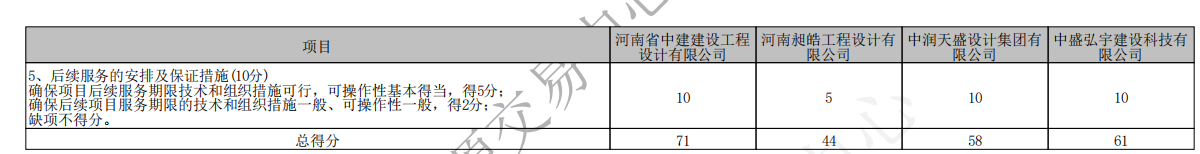 项目
河南省中建建设工程
设计有限公司
河南昶皓工程设计有
限公司
中润天盛设计集团有
限公司
中盛弘宇建设科技有
限公司
5、后续服务的安排及保证措施(10分)
确保项目后续服务期限技术和组织措施可行，可操作性基本得当，得5分；
确保后续项目服务期限的技术和组织措施一般、可操作性一般，得2分；
缺项不得分。
10
5
10
10
总得分
71
44
58
61
交易中心
中心